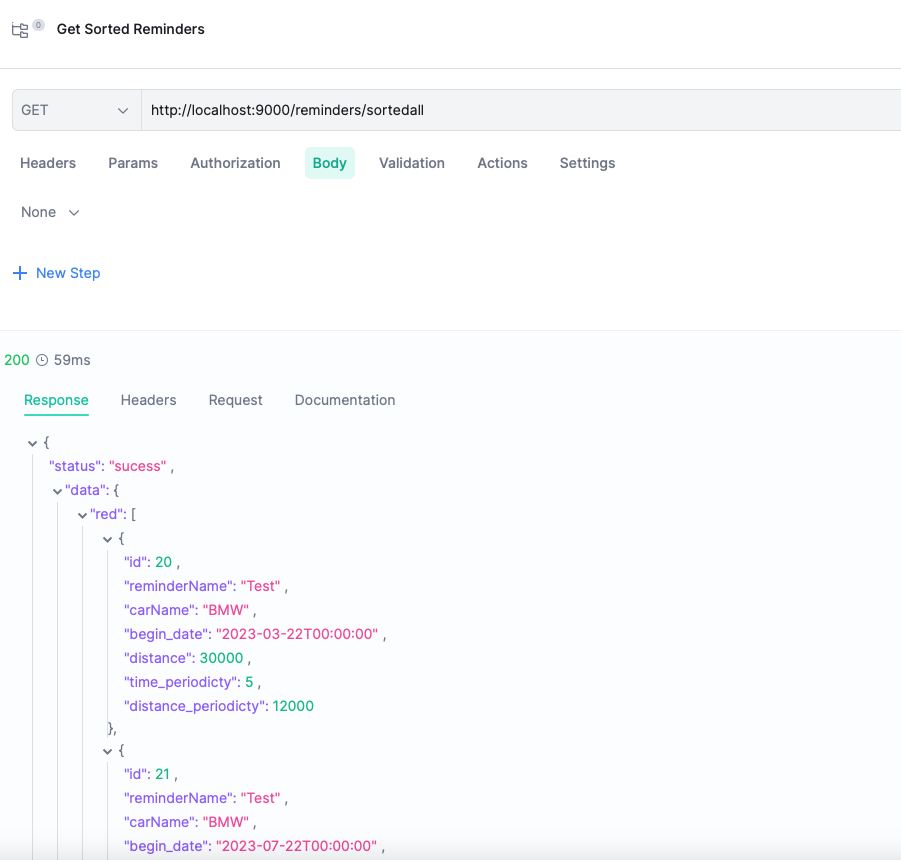 0 Get Sorted Reminders
GET http://localhost:9000/reminders/sortedall
Headers Params Authorization Body Validation Actions Settings
None
New Step
200 59ms
Response Headers Request Documentation
{
"status": "sucess" ,
"data": {
"red": [
{
"id": 20 ,
"reminderName": "Test" ,
"carName": "BMW" ,
"begin_date": "2023-03-22T00:00:00" ,
"distance": 30000 ,
"time_periodicty": 5 ,
"distance_periodicty": 12000
},
{
"id": 21 ,
"reminderName": "Test" ,
"carName": "BMW" ,
"begin_date": "2023-07-22T00:00:00" ,